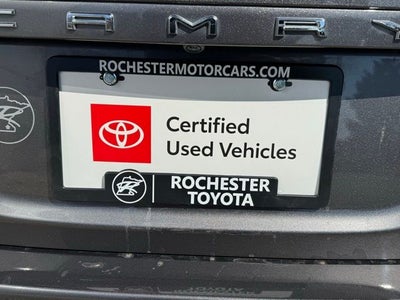 CAMRY
ROCHESTERMOTORCARS.COM
Certified
Used Vehicles
ROCHESTER
TOYOTA